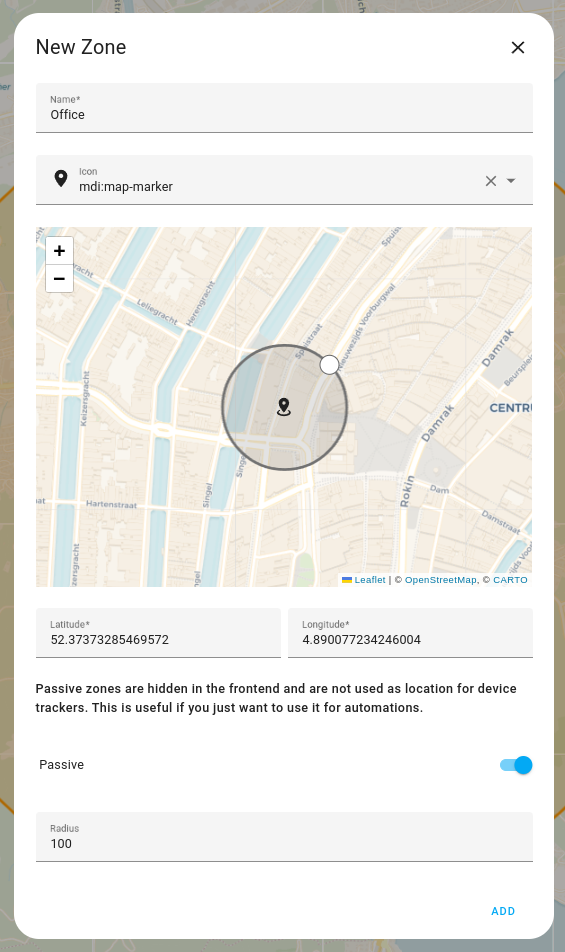 New Zone
Name*
Office
Icon
mdi:map-marker
+
−
Leliegracht
Herengracht
Spuistraat
Nieuwezijds Voorburgwal
Damrak
Keizersgracht
CENTRU
Damrak
Singel
Rokin
Hartenstraat
Singel
Dam
Damstraat
Leaflet | © OpenStreetMap, © CARTO
Latitude*
52.37373285469572
Longitude*
4.890077234246004
Passive zones are hidden in the frontend and are not used as location for device
trackers. This is useful if you just want to use it for automations.
Passive
Radius
100
ADD